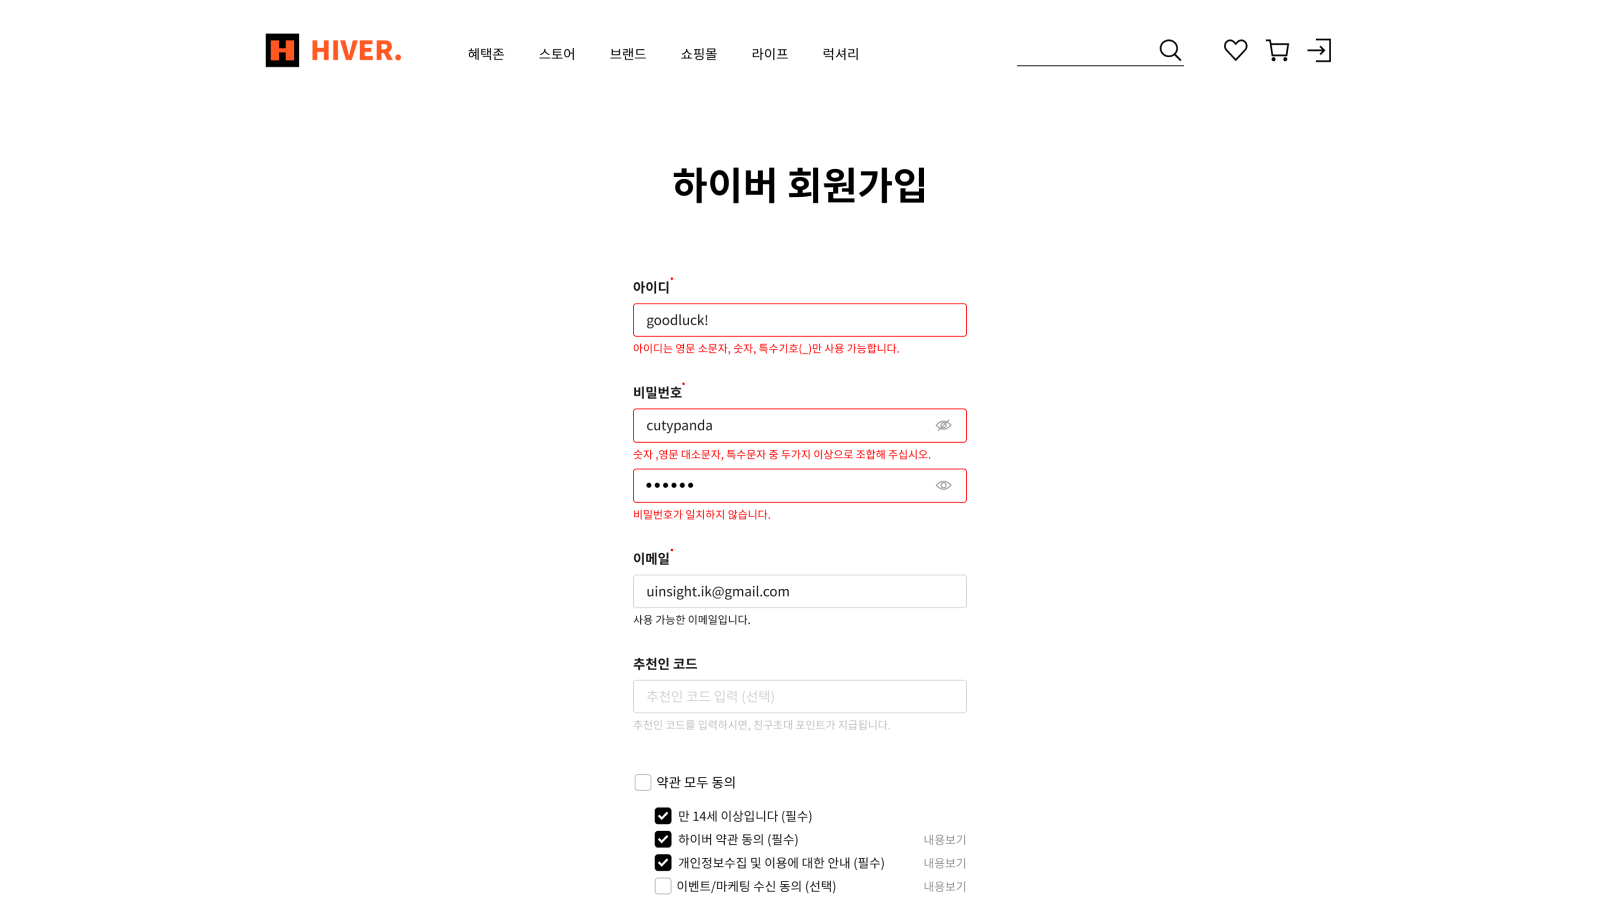 H HIVER.
혜택존 스토어 브랜드 쇼핑몰 라이프 럭셔리
하이버 회원가입
아이디
goodluck!
아이디는 영문 소문자, 숫자, 특수기호(_)만 사용 가능합니다.
비밀번호
cutypanda
숫자 ,영문 대소문자, 특수문자 중 두가지 이상으로 조합해 주십시오.
••••••
비밀번호가 일치하지 않습니다.
이메일
uinsight.ik@gmail.com
사용 가능한 이메일입니다.
추천인 코드
추천인 코드 입력 (선택)
추천인 코드를 입력하시면, 친구초대 포인트가 지급됩니다.
약관 모두 동의
만 14세 이상입니다 (필수)
하이버 약관 동의 (필수) 내용보기
개인정보수집 및 이용에 대한 안내 (필수) 내용보기
이벤트/마케팅 수신 동의 (선택) 내용보기